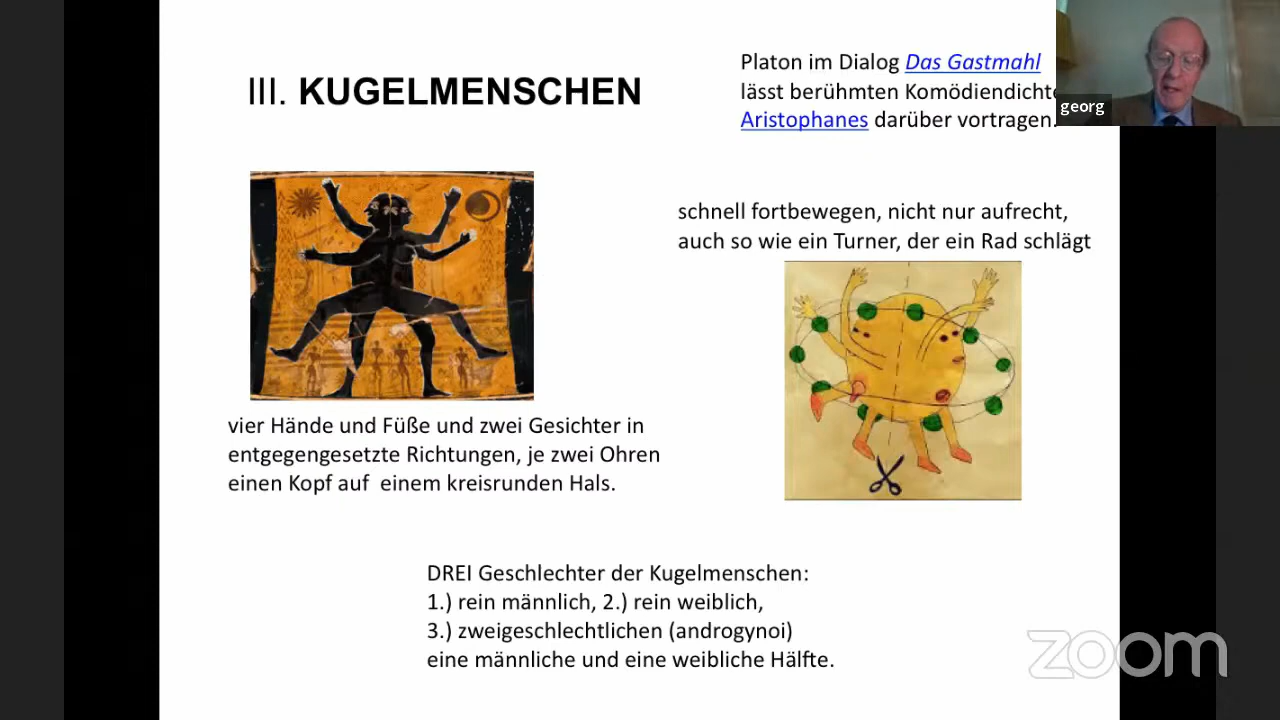 III. KUGELMENSCHEN
Platon im Dialog Das Gastmahl
lässt berühmten Komödiendichte
Aristophanes darüber vortragen.
georg
schnell fortbewegen, nicht nur aufrecht,
auch so wie ein Turner, der ein Rad schlägt
vier Hände und Füße und zwei Gesichter in
entgegengesetzte Richtungen, je zwei Ohren
einen Kopf auf einem kreisrunden Hals.
DREI Geschlechter der Kugelmenschen:
1.) rein männlich, 2.) rein weiblich,
3.) zweigeschlechtlichen (androgynoi)
eine männliche und eine weibliche Hälfte.
zoom